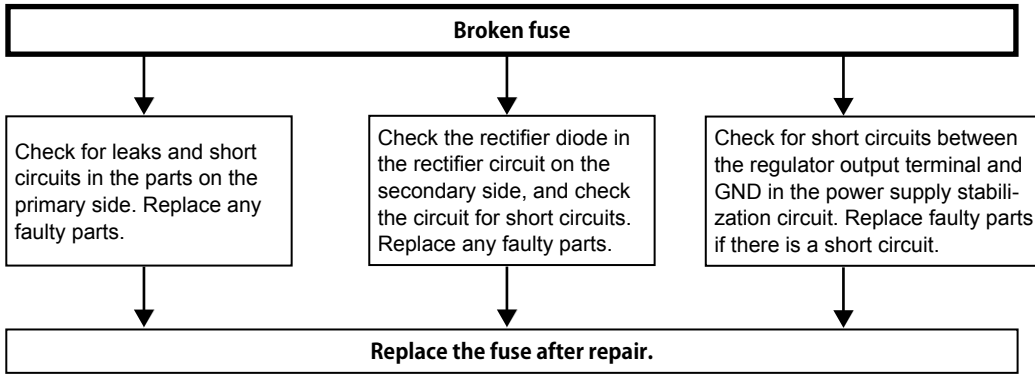 Broken fuse
Check for leaks and short
circuits in the parts on the
primary side. Replace any
faulty parts.
Check the rectifier diode in
the rectifier circuit on the
secondary side, and check
the circuit for short circuits.
Replace any faulty parts.
Check for short circuits between
the regulator output terminal and
GND in the power supply stabili-
zation circuit. Replace faulty parts
if there is a short circuit.
Replace the fuse after repair.